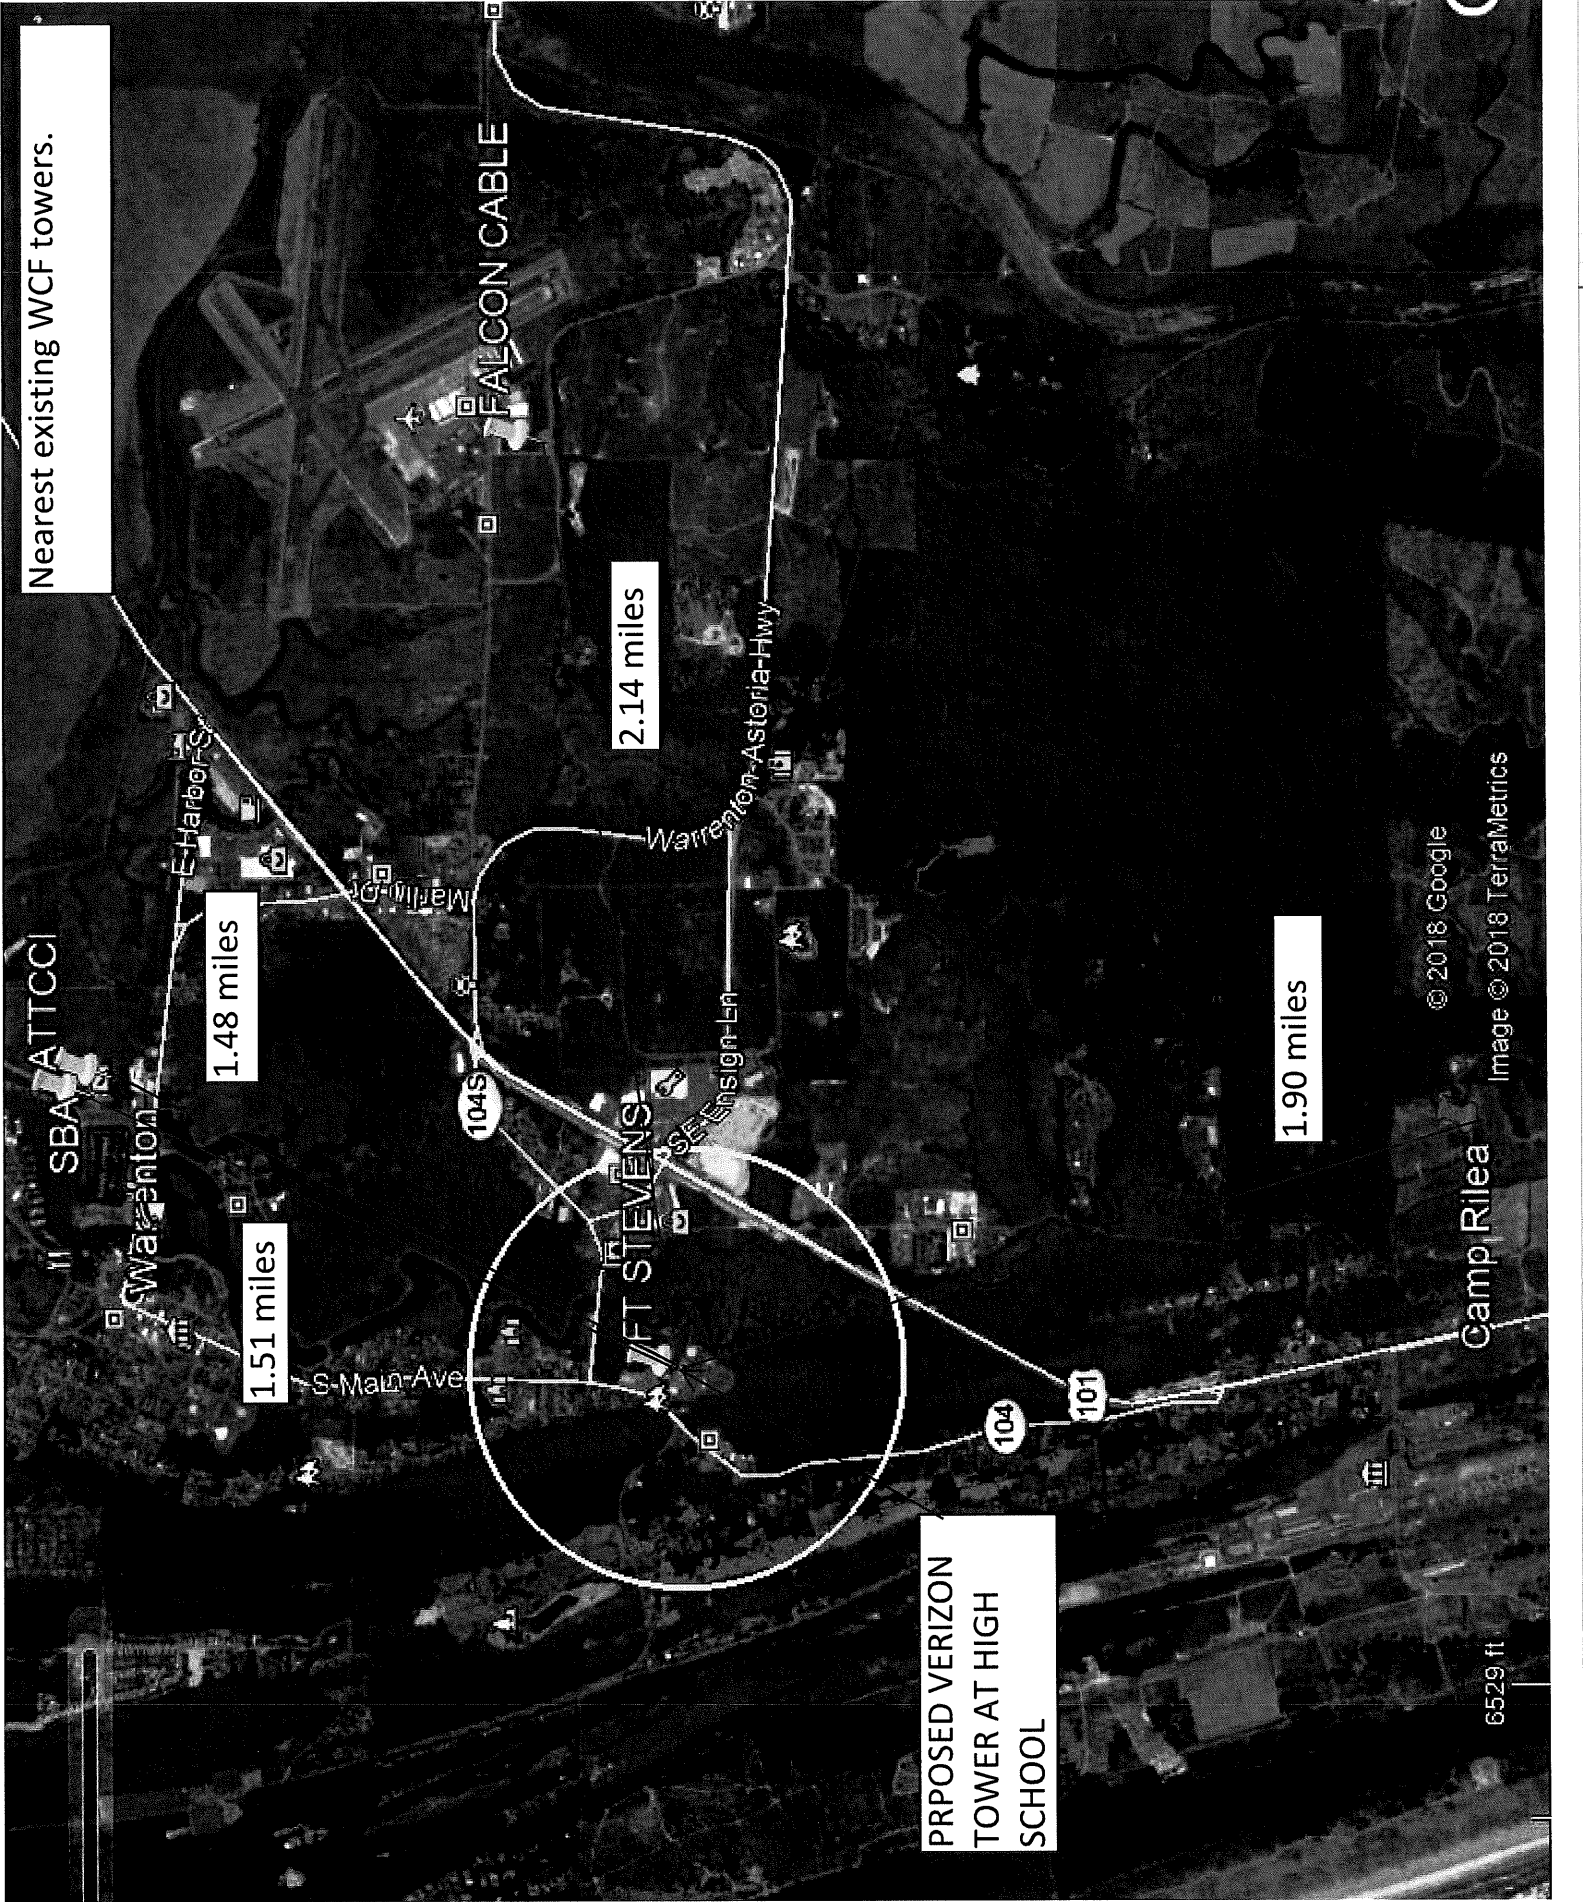 Nearest existing WCF towers.
SBA
ATTCCI
Warrenton
E-Harbor-S
1.48 miles
1.51 miles
S-Main-Ave
Marlin-Dr
104S
FALCON CABLE
2.14 miles
Warrenton-Astoria-Hwy
SE-Ensign-Ln
FT STEVENS
104
101
PRPOSED VERIZON
TOWER AT HIGH
SCHOOL
1.90 miles
Camp Rilea
© 2018 Google
Image © 2018 TerraMetrics
6529 ft